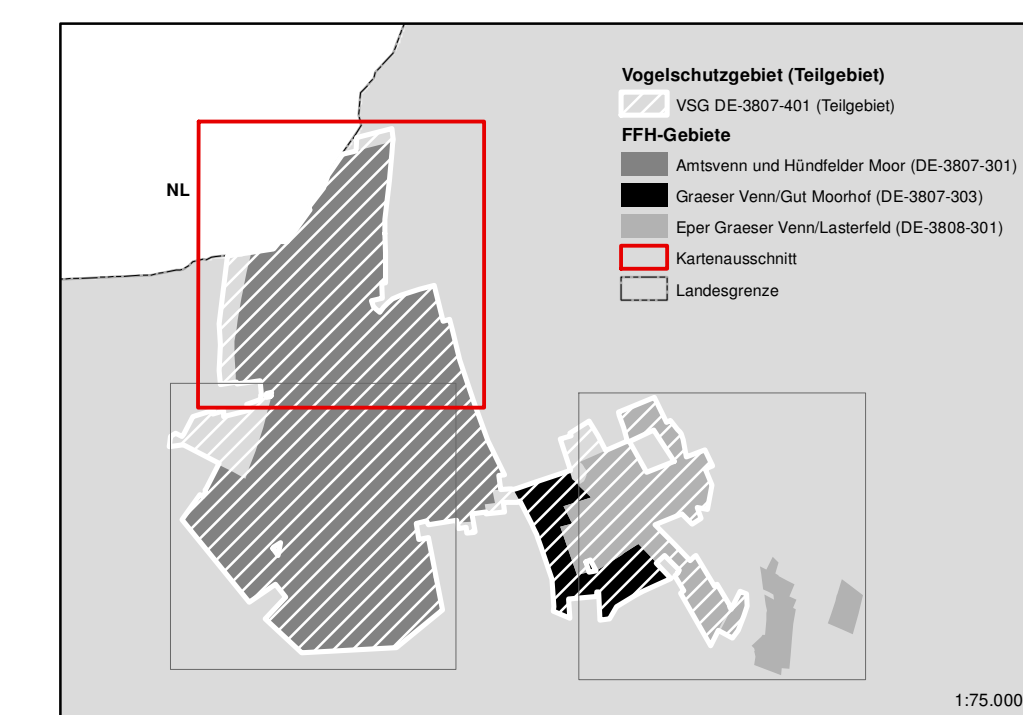 NL
Vogelschutzgebiet (Teilgebiet)
VSG DE-3807-401 (Teilgebiet)
FFH-Gebiete
Amtsvenn und Hündfelder Moor (DE-3807-301)
Graeser Venn/Gut Moorhof (DE-3807-303)
Eper Graeser Venn/Lasterfeld (DE-3808-301)
Kartenausschnitt
Landesgrenze
1:75.000